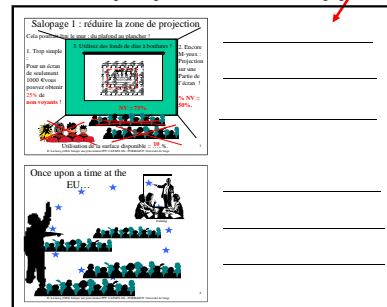 Salopage 1 : réduire la zone de projection
Cela pourrait être le mur : du plafond au plancher !
3. Utilisez des fonds de dias à bordures !
1. Trop simple
:
Pour un écran
de seulement
1000 €vous
pouvez obtenir
25% de
non voyants !
2. Encore
M-yeux :
Projection
sur une
Partie de
l'écran !
% NV =
50%.
NV = 75%
Utilisation de la surface disponible = … 10 %
Once upon a time at the
EU…